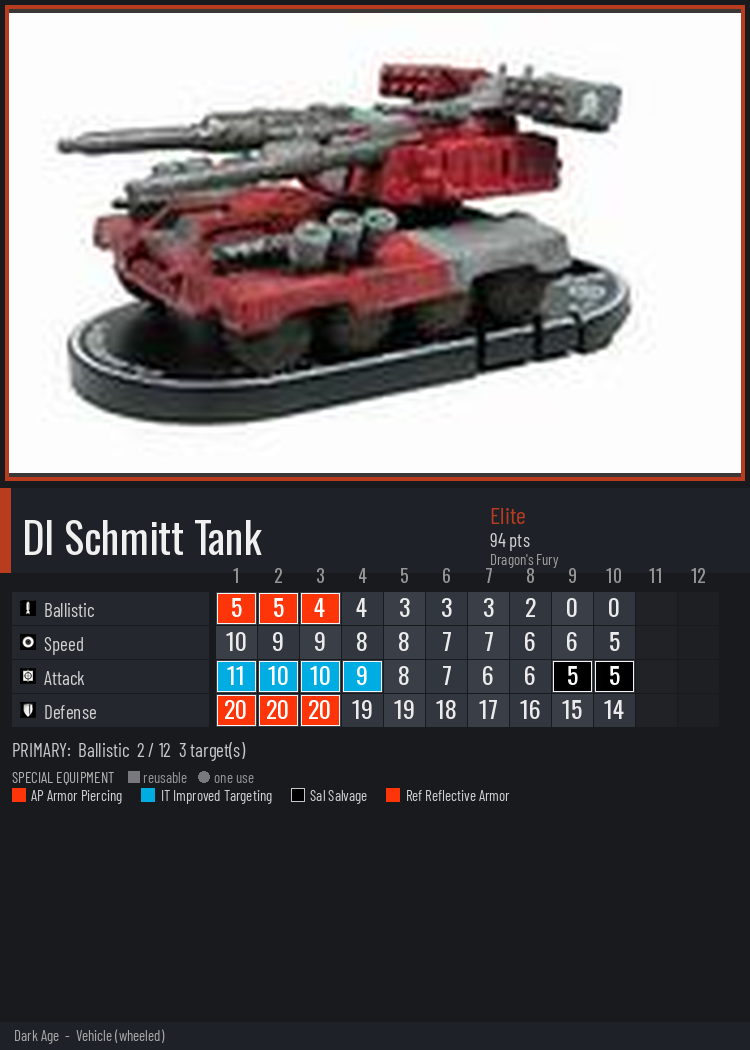 DI Schmitt Tank
Elite
94 pts
Dragon's Fury
1 2 3 4 5 6 7 8 9 10 11 12
Ballistic 5 5 4 4 3 3 3 2 0 0
Speed 10 9 9 8 8 7 7 6 6 5
Attack 11 10 10 9 8 7 6 6 5 5
Defense 20 20 20 19 19 18 17 16 15 14
PRIMARY: Ballistic 2 / 12 3 target(s)
SPECIAL EQUIPMENT reusable one use
AP Armor Piercing IT Improved Targeting Sal Salvage Ref Reflective Armor
Dark Age - Vehicle (wheeled)